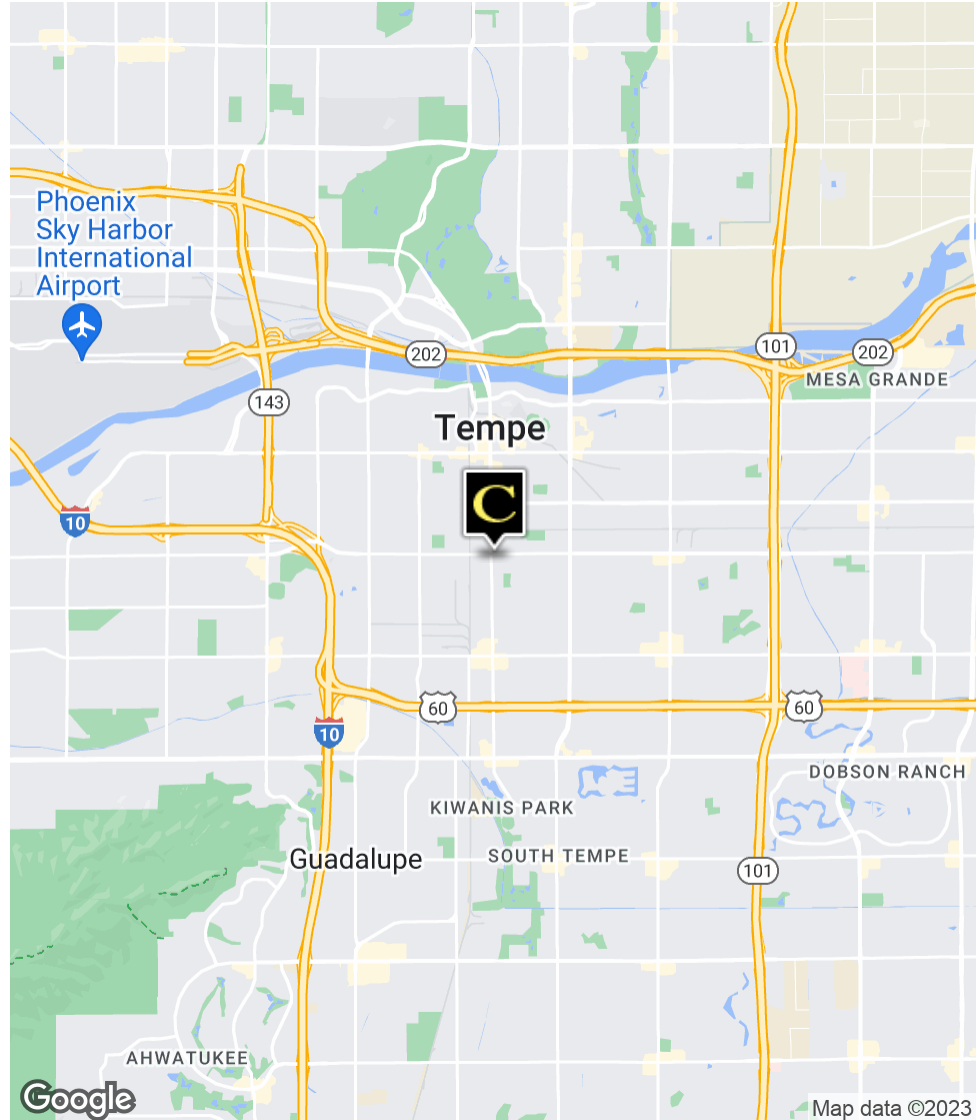 Phoenix
Sky Harbor
International
Airport
202
101
202
MESA GRANDE
143
Tempe
C
10
60
60
10
DOBSON RANCH
KIWANIS PARK
Guadalupe
SOUTH TEMPE
101
AHWATUKEE
Google
Map data ©2023